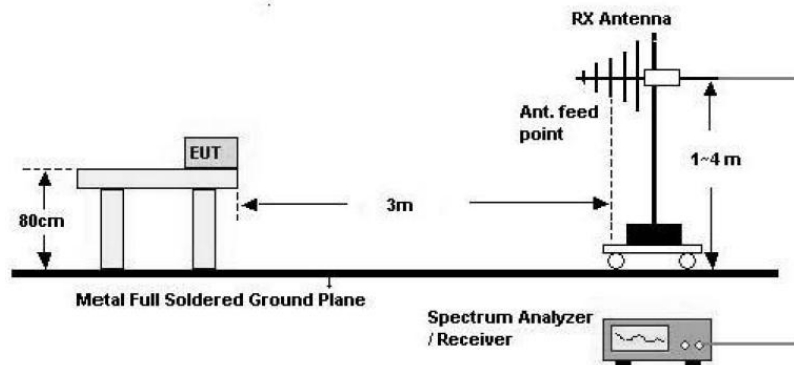 RX Antenna
Ant. feed
point
EUT
1~4 m
3m
80cm
Metal Full Soldered Ground Plane
Spectrum Analyzer
/ Receiver